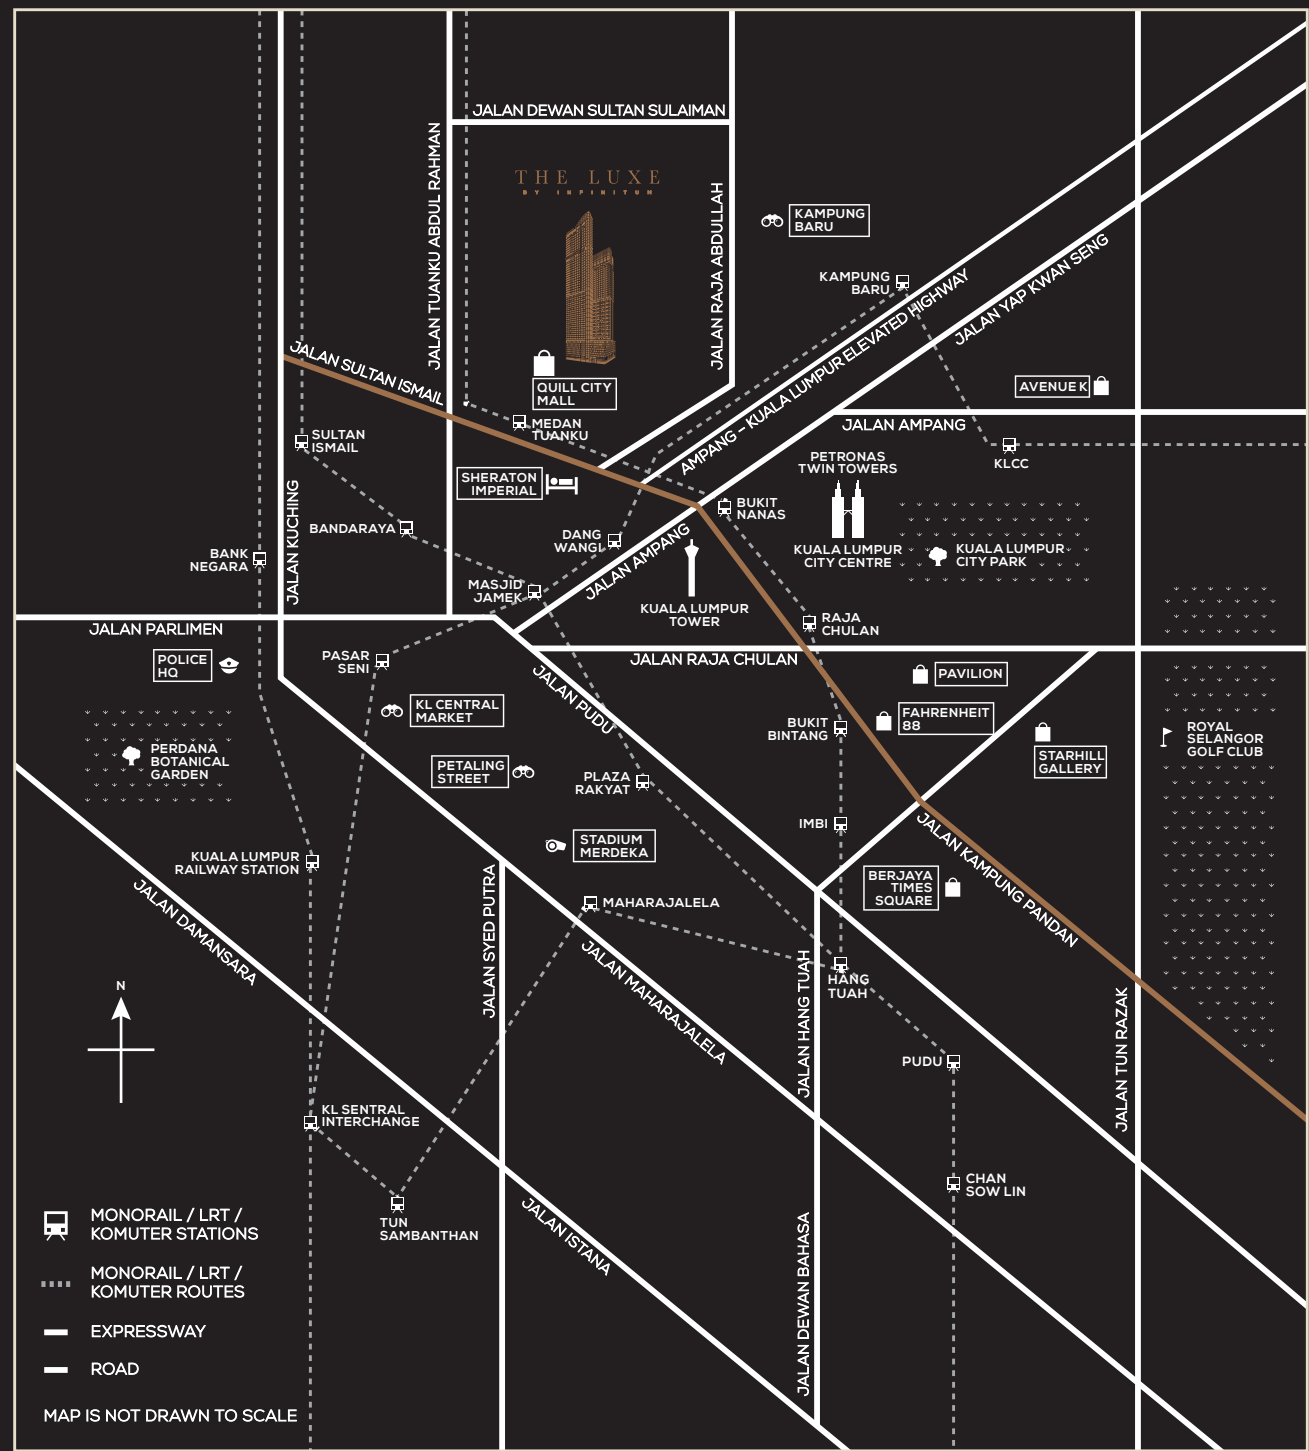 JALAN DEWAN SULTAN SULAIMAN
THE LUXE
BY INFINITUM
JALAN TUANKU ABDUL RAHMAN
JALAN RAJA ABDULLAH
KAMPUNG
BARU
KAMPUNG
BARU
AMPANG – KUALA LUMPUR ELEVATED HIGHWAY
JALAN YAP KWAN SENG
JALAN SULTAN ISMAIL
QUILL CITY
MALL
AVENUE K
MEDAN
TUANKU
SULTAN
ISMAIL
JALAN AMPANG
KLCC
SHERATON
IMPERIAL
PETRONAS
TWIN TOWERS
BUKIT
NANAS
JALAN KUCHING
BANDARAYA
BANK
NEGARA
DANG
WANGI
JALAN AMPANG
KUALA LUMPUR
CITY CENTRE
KUALA LUMPUR
CITY PARK
MASJID
JAMEK
KUALA LUMPUR
TOWER
RAJA
CHULAN
JALAN PARLIMEN
POLICE
HQ
PASAR
SENI
JALAN RAJA CHULAN
JALAN PUDU
PAVILION
KL CENTRAL
MARKET
BUKIT
BINTANG
FAHRENHEIT
88
STARHILL
GALLERY
ROYAL
SELANGOR
GOLF CLUB
PERDANA
BOTANICAL
GARDEN
PETALING
STREET
PLAZA
RAKYAT
IMBI
STADIUM
MERDEKA
KUALA LUMPUR
RAILWAY STATION
JALAN KAMPUNG PANDAN
BERJAYA
TIMES
SQUARE
JALAN DAMANSARA
JALAN SYED PUTRA
MAHARAJALELA
JALAN MAHARAJALELA
JALAN HANG TUAH
HANG
TUAH
N
JALAN TUN RAZAK
PUDU
KL SENTRAL
INTERCHANGE
CHAN
SOW LIN
TUN
SAMBANTHAN
JALAN ISTANA
JALAN DEWAN BAHASA
MONORAIL / LRT /
KOMUTER STATIONS
MONORAIL / LRT /
KOMUTER ROUTES
EXPRESSWAY
ROAD
MAP IS NOT DRAWN TO SCALE